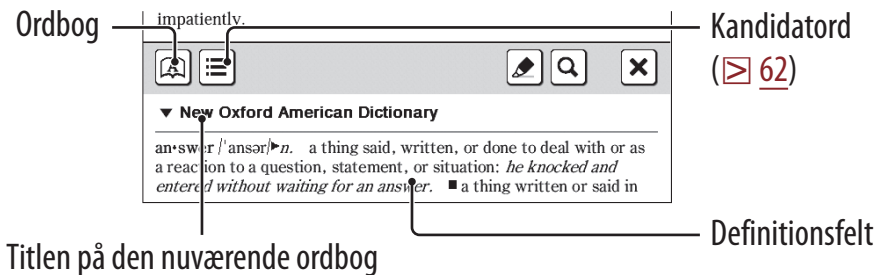 impatiently.
Ordbog
Kandidatord
(62)
▼ New Oxford American Dictionary
an•swer /ˈansər/▶n. a thing said, written, or done to deal with or as
a reaction to a question, statement, or situation: he knocked and
entered without waiting for an answer. ■ a thing written or said in
Definitionsfelt
Titlen på den nuværende ordbog